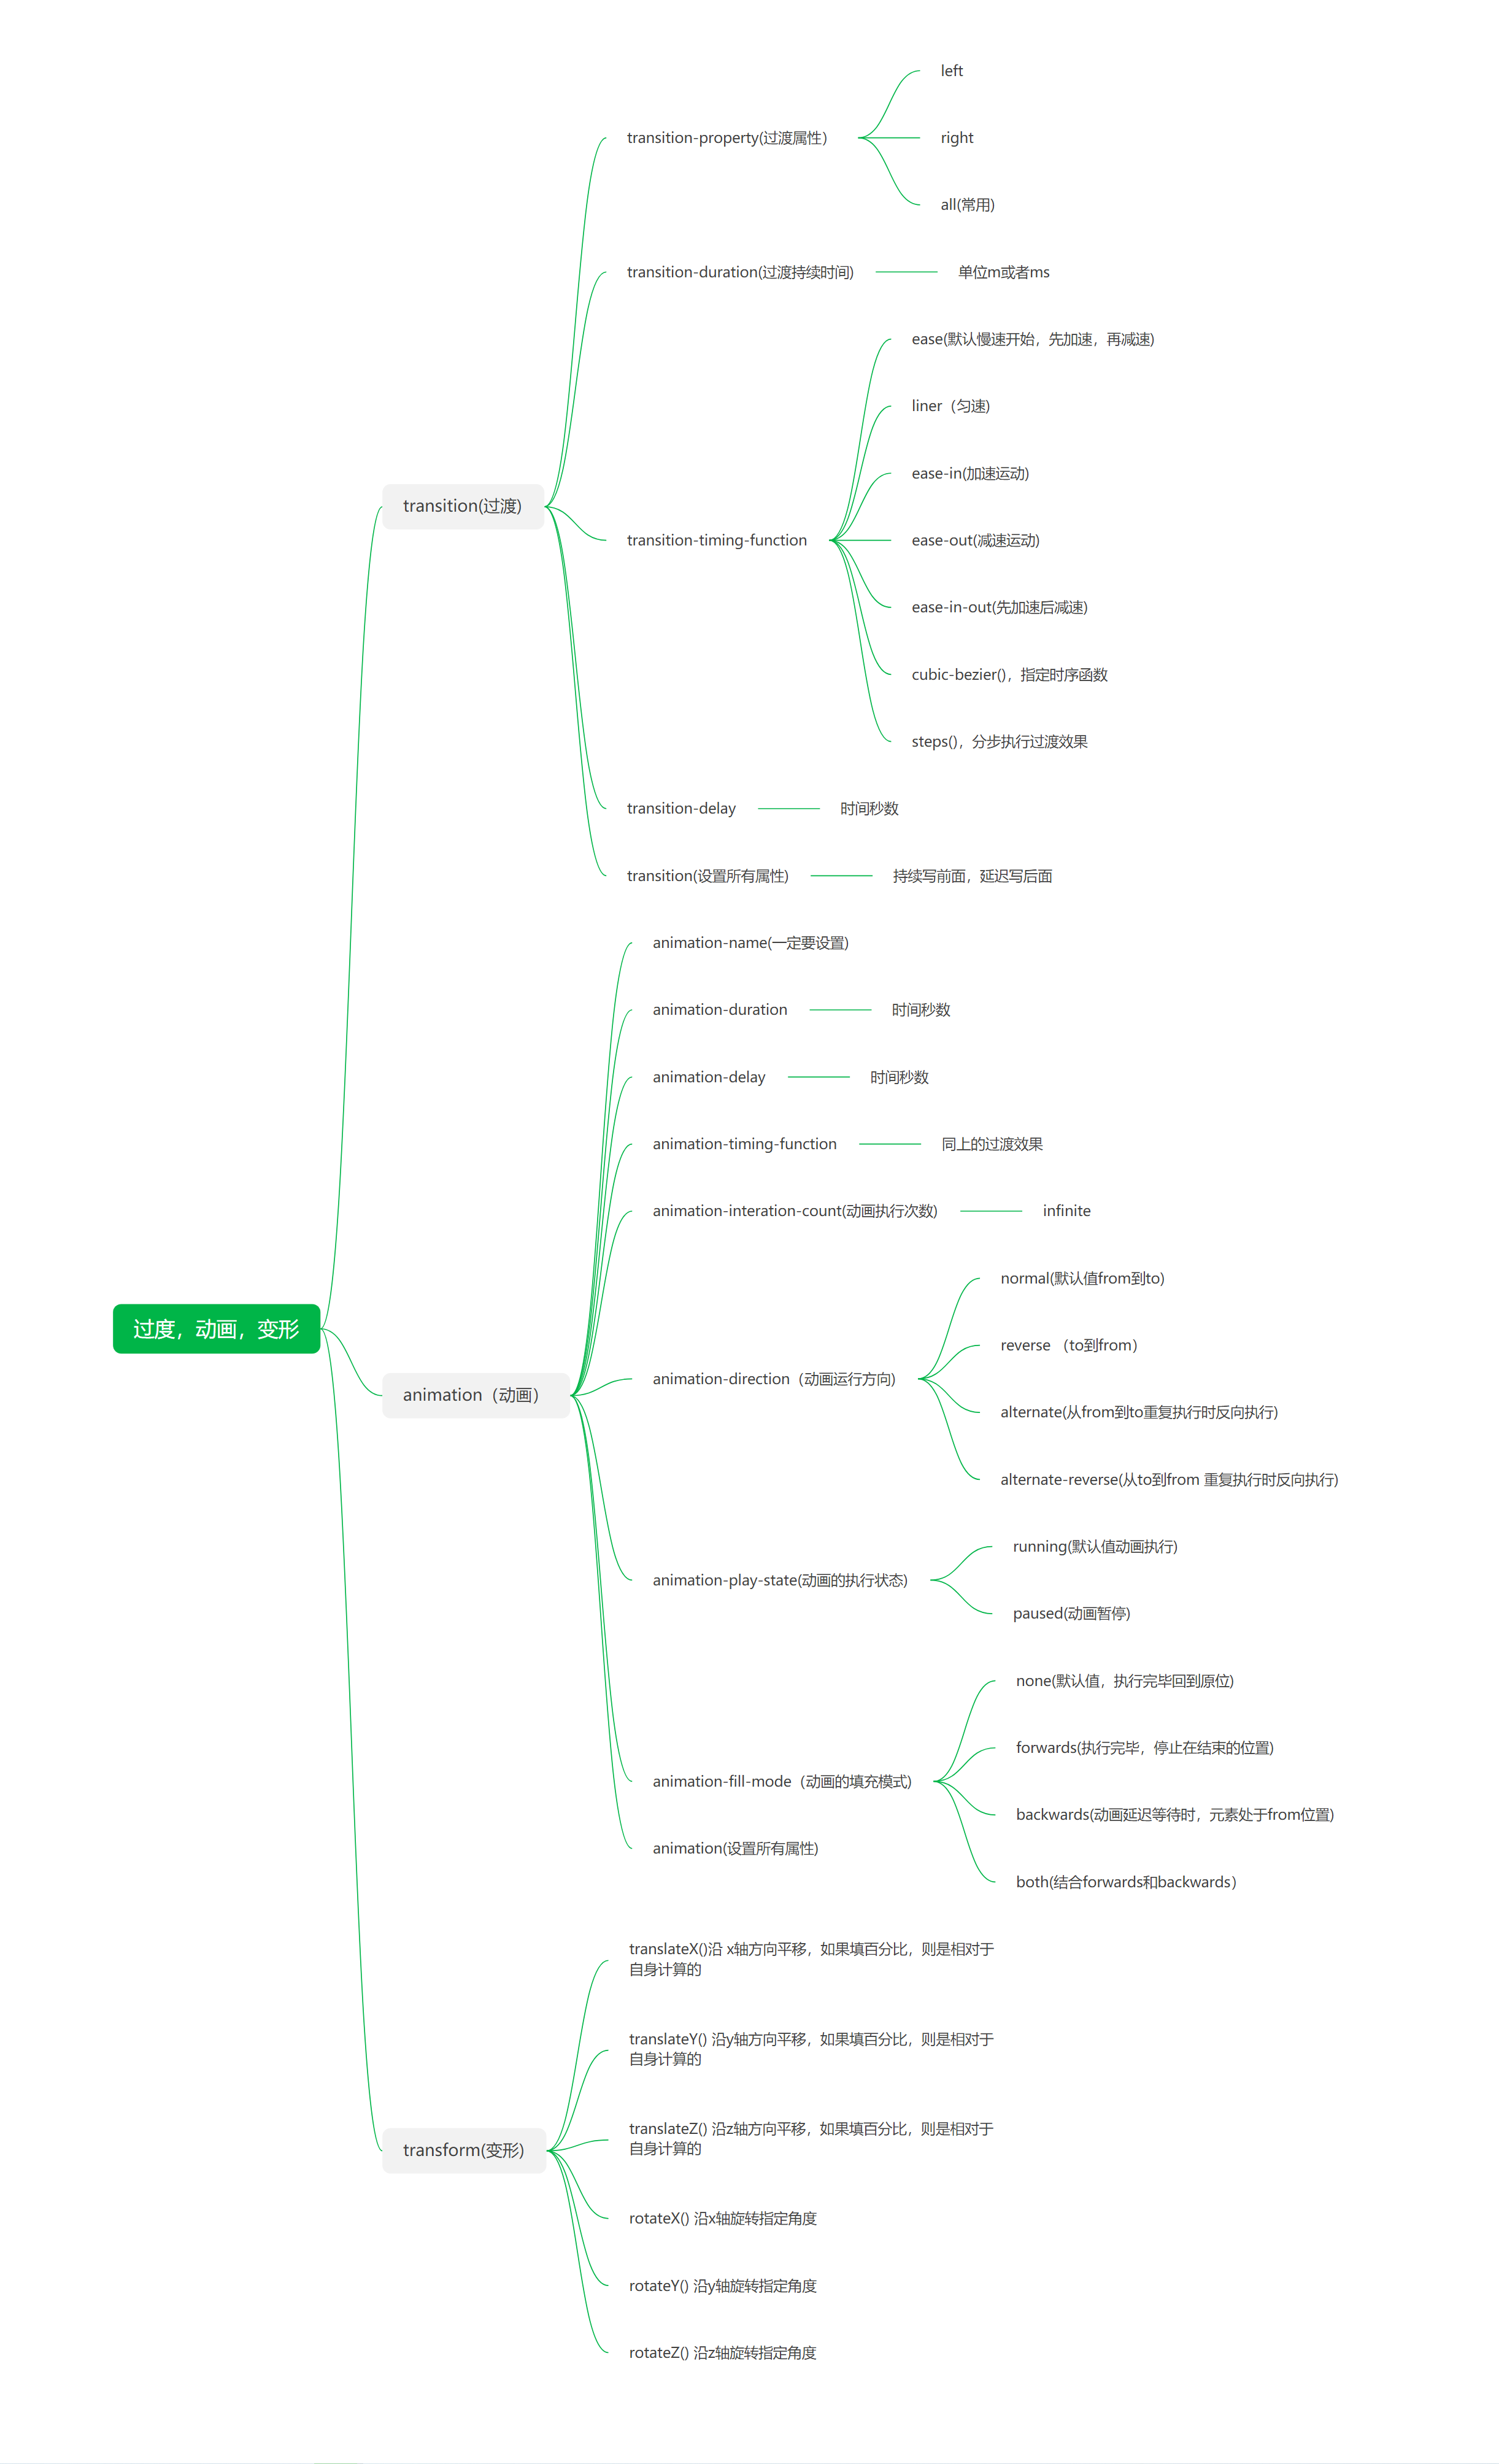 过度，动画，变形
transition(过渡)
transition-property(过渡属性）
left
right
all(常用)
transition-duration(过渡持续时间)
单位m或者ms
transition-timing-function
ease(默认慢速开始，先加速，再减速)
liner（匀速)
ease-in(加速运动)
ease-out(减速运动)
ease-in-out(先加速后减速)
cubic-bezier()，指定时序函数
steps()，分步执行过渡效果
transition-delay
时间秒数
transition(设置所有属性)
持续写前面，延迟写后面
animation（动画）
animation-name(一定要设置)
animation-duration
时间秒数
animation-delay
时间秒数
animation-timing-function
同上的过渡效果
animation-interation-count(动画执行次数)
infinite
animation-direction（动画运行方向)
normal(默认值from到to)
reverse （to到from）
alternate(从from到to重复执行时反向执行)
alternate-reverse(从to到from 重复执行时反向执行)
animation-play-state(动画的执行状态)
running(默认值动画执行)
paused(动画暂停)
animation-fill-mode（动画的填充模式)
none(默认值，执行完毕回到原位)
forwards(执行完毕，停止在结束的位置)
backwards(动画延迟等待时，元素处于from位置)
both(结合forwards和backwards）
animation(设置所有属性)
transform(变形)
translateX()沿 x轴方向平移，如果填百分比，则是相对于
自身计算的
translateY() 沿y轴方向平移，如果填百分比，则是相对于
自身计算的
translateZ() 沿z轴方向平移，如果填百分比，则是相对于
自身计算的
rotateX() 沿x轴旋转指定角度
rotateY() 沿y轴旋转指定角度
rotateZ() 沿z轴旋转指定角度